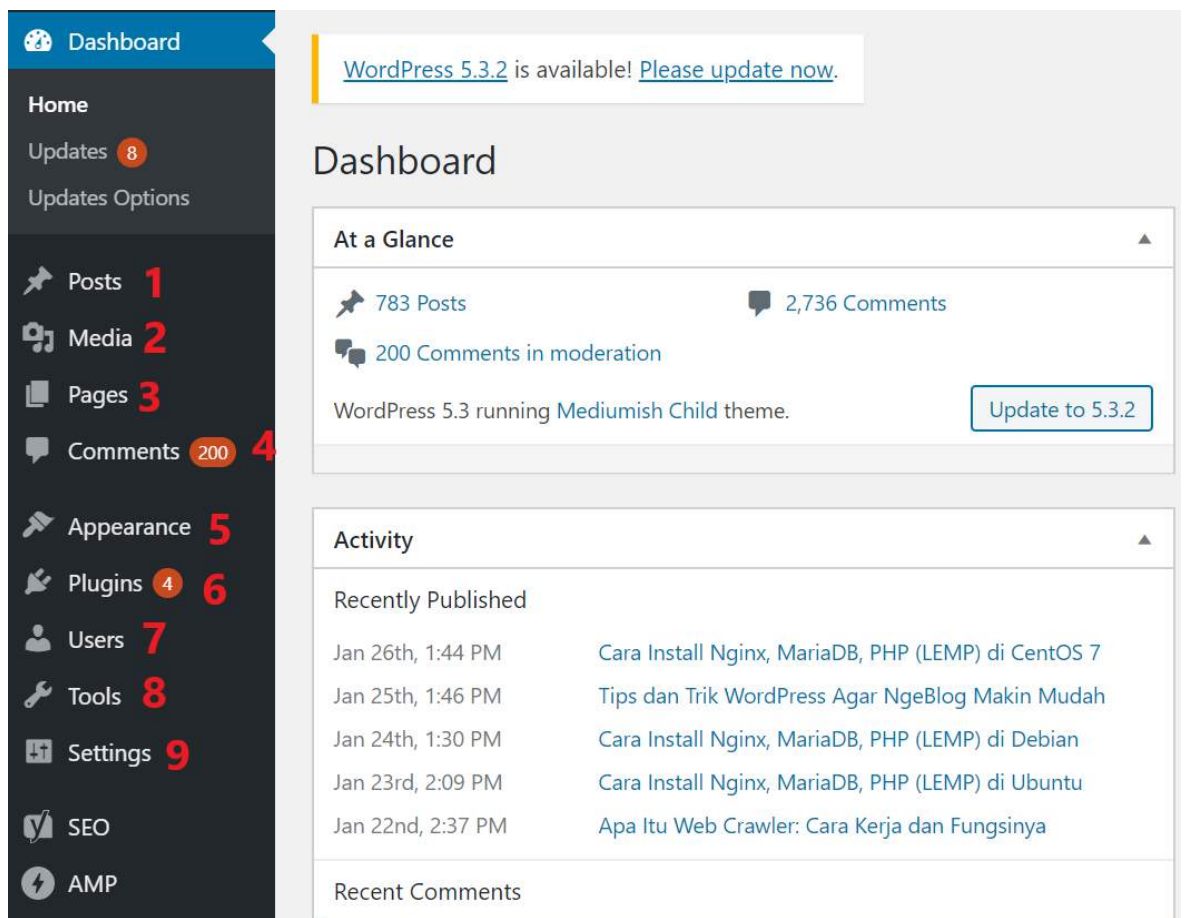 Dashboard
Home
Updates 8
Updates Options
Posts 1
Media 2
Pages 3
Comments 200 4
Appearance 5
Plugins 4 6
Users 7
Tools 8
Settings 9
SEO
AMP
WordPress 5.3.2 is available! Please update now.
Dashboard
At a Glance
783 Posts
2,736 Comments
200 Comments in moderation
WordPress 5.3 running Mediumish Child theme.
Update to 5.3.2
Activity
Recently Published
Jan 26th, 1:44 PM Cara Install Nginx, MariaDB, PHP (LEMP) di CentOS 7
Jan 25th, 1:46 PM Tips dan Trik WordPress Agar NgeBlog Makin Mudah
Jan 24th, 1:30 PM Cara Install Nginx, MariaDB, PHP (LEMP) di Debian
Jan 23rd, 2:09 PM Cara Install Nginx, MariaDB, PHP (LEMP) di Ubuntu
Jan 22nd, 2:37 PM Apa Itu Web Crawler: Cara Kerja dan Fungsinya
Recent Comments